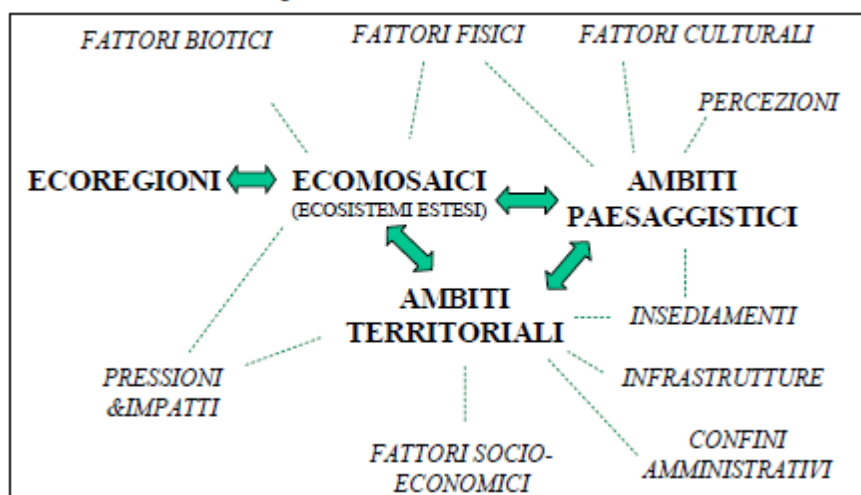 FATTORI BIOTICI
FATTORI FISICI
FATTORI CULTURALI
PERCEZIONI
ECOREGIONI
ECOMOSAICI
(ECOSISTEMI ESTESI)
AMBITI
PAESAGGISTICI
AMBITI
TERRITORIALI
INSEDIAMENTI
PRESSIONI
&IMPATTI
INFRASTRUTTURE
FATTORI SOCIO-
ECONOMICI
CONFINI
AMMINISTRATIVI